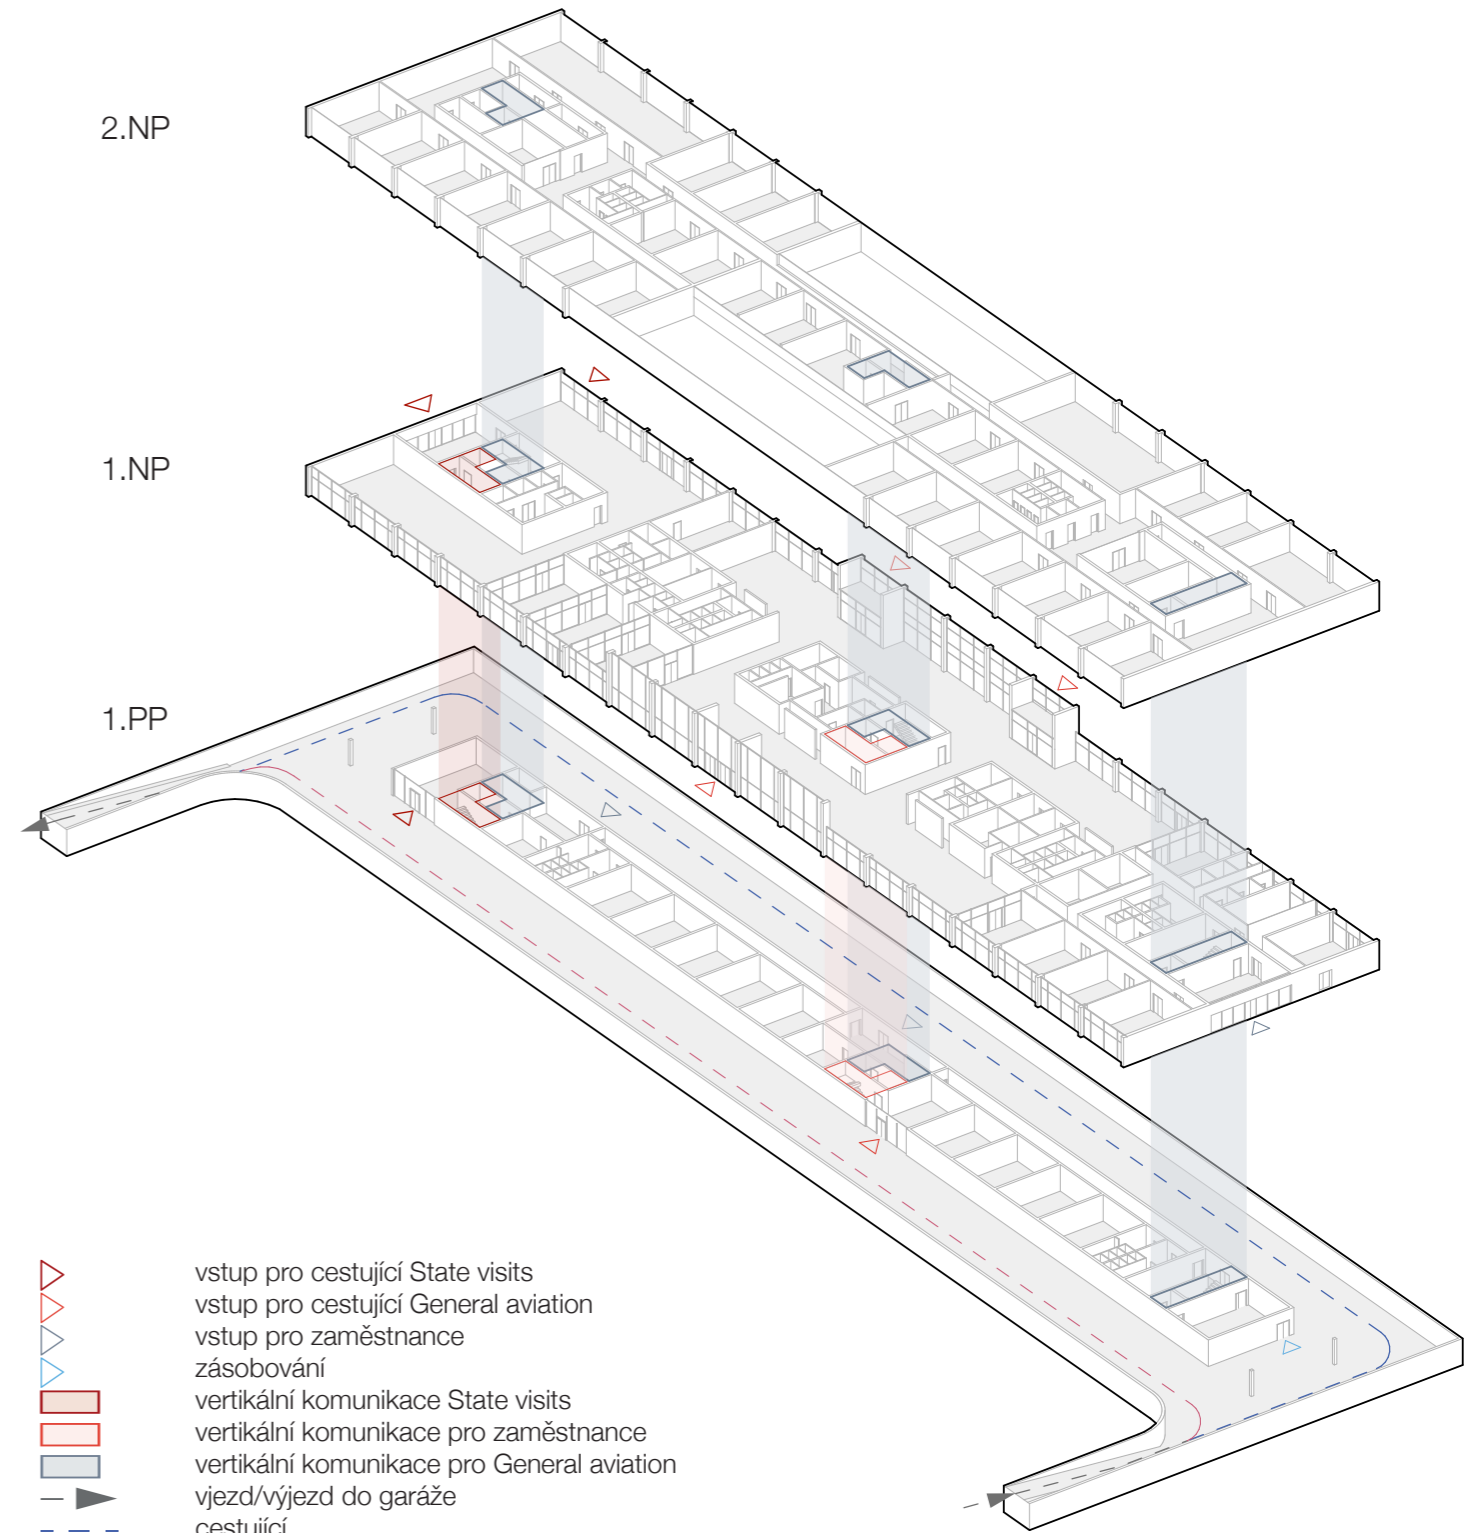 2.NP
1.NP
1.PP
vstup pro cestující State visits
vstup pro cestující General aviation
vstup pro zaměstnance
zásobování
vertikální komunikace State visits
vertikální komunikace pro zaměstnance
vertikální komunikace pro General aviation
vjezd/výjezd do garáže
cestující